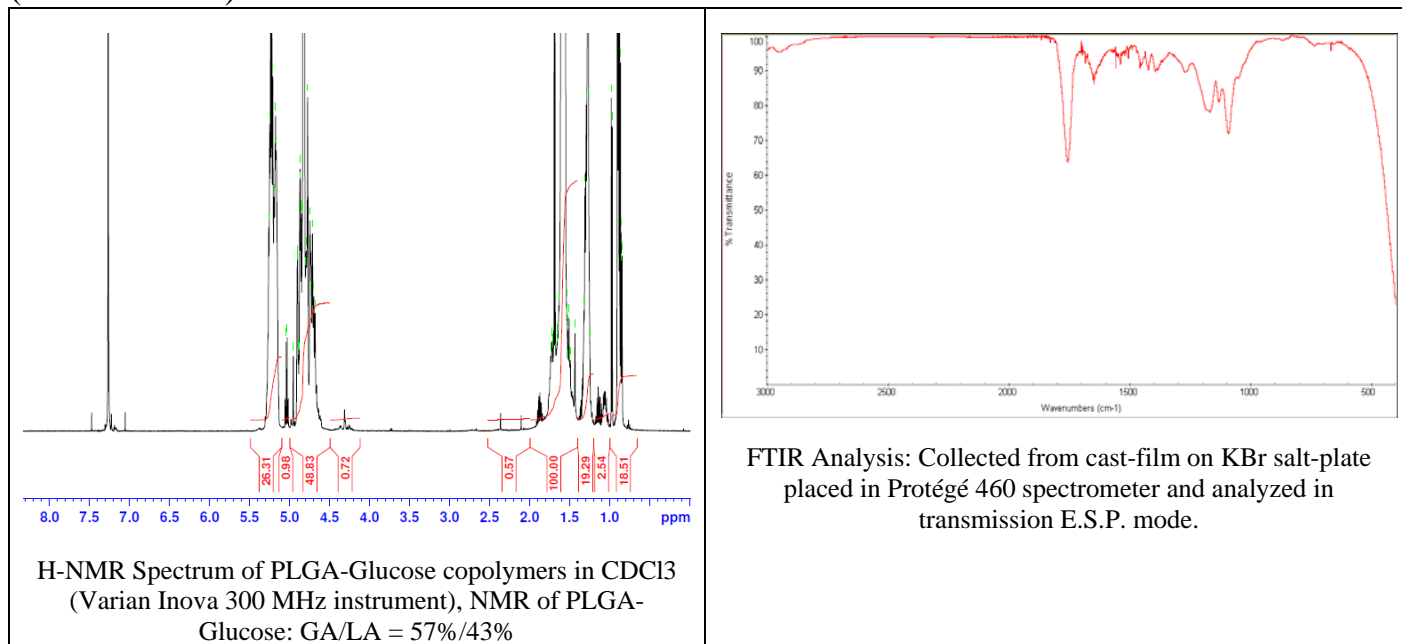 26.31
0.98
48.83
0.72
0.57
100.00
19.29
2.54
18.51
8.0 7.5 7.0 6.5 6.0 5.5 5.0 4.5 4.0 3.5 3.0 2.5 2.0 1.5 1.0 ppm
H-NMR Spectrum of PLGA-Glucose copolymers in CDCl3
(Varian Inova 300 MHz instrument), NMR of PLGA-
Glucose: GA/LA = 57%/43%
100
90
80
70
60
50
40
30
20
10
% Transmittance
3000 2000 1500 1000 500
Wavenumbers (cm-1)
FTIR Analysis: Collected from cast-film on KBr salt-plate
placed in Protégé 460 spectrometer and analyzed in
transmission E.S.P. mode.